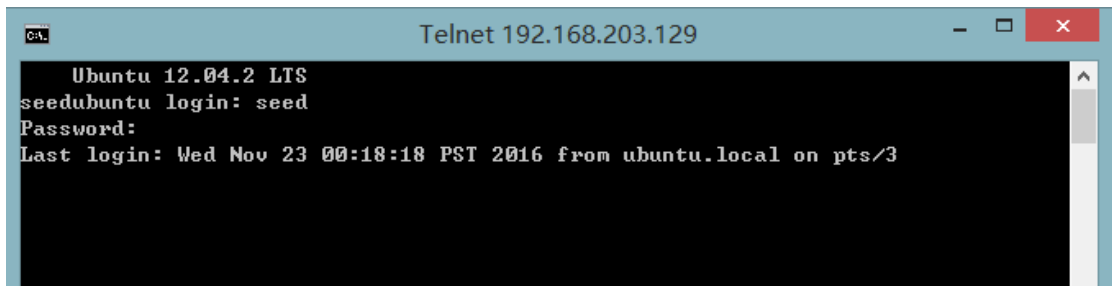 C:\.
Telnet 192.168.203.129
Ubuntu 12.04.2 LTS
seedubuntu login: seed
Password:
Last login: Wed Nov 23 00:18:18 PST 2016 from ubuntu.local on pts/3